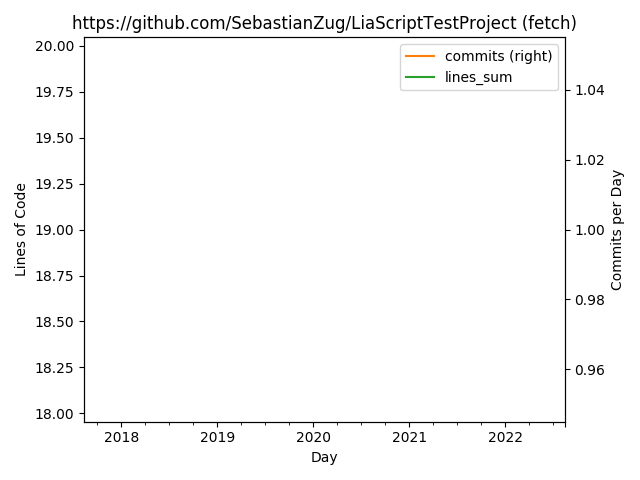 https://github.com/SebastianZug/LiaScriptTestProject (fetch)
commits (right)
lines_sum
20.00
19.75
19.50
19.25
19.00
18.75
18.50
18.25
18.00
Lines of Code
1.04
1.02
1.00
0.98
0.96
Commits per Day
2018 2019 2020 2021 2022
Day